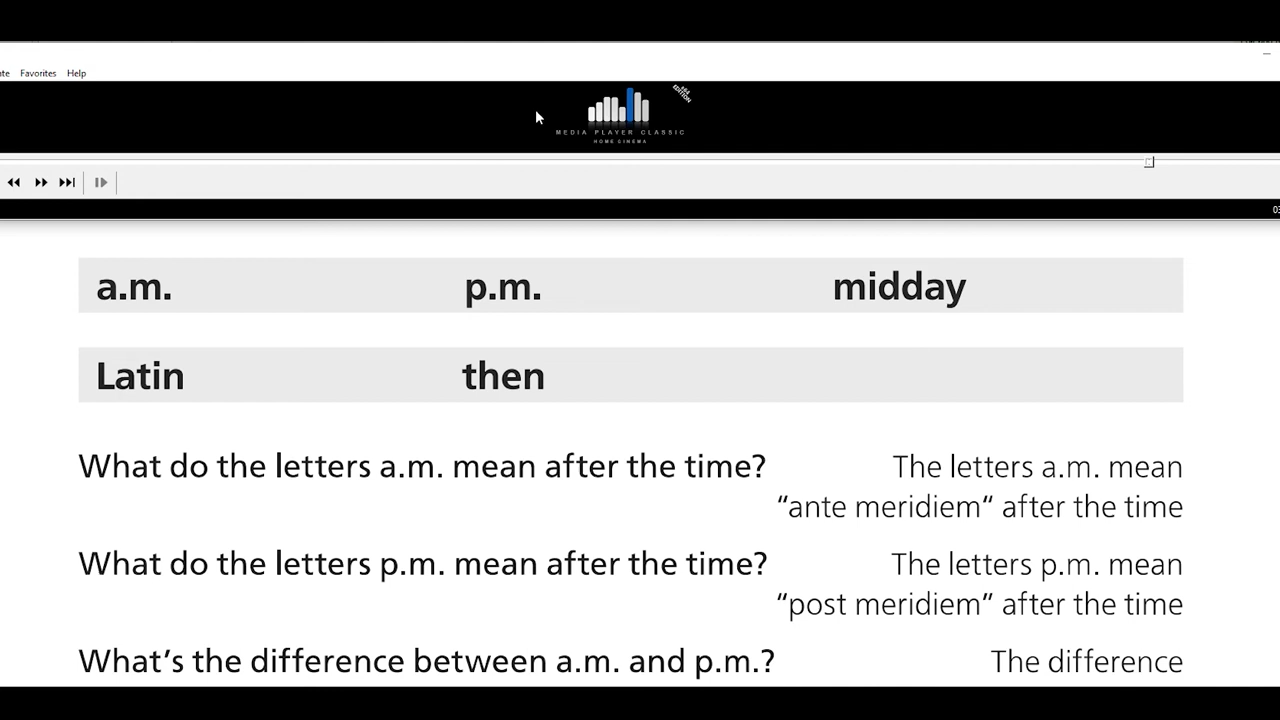 Favorites Help
x64
EDITION
MEDIA PLAYER CLASSIC
HOME CINEMA
a.m. p.m. midday
Latin then
What do the letters a.m. mean after the time? The letters a.m. mean
“ante meridiem” after the time
What do the letters p.m. mean after the time? The letters p.m. mean
“post meridiem” after the time
What’s the difference between a.m. and p.m.? The difference